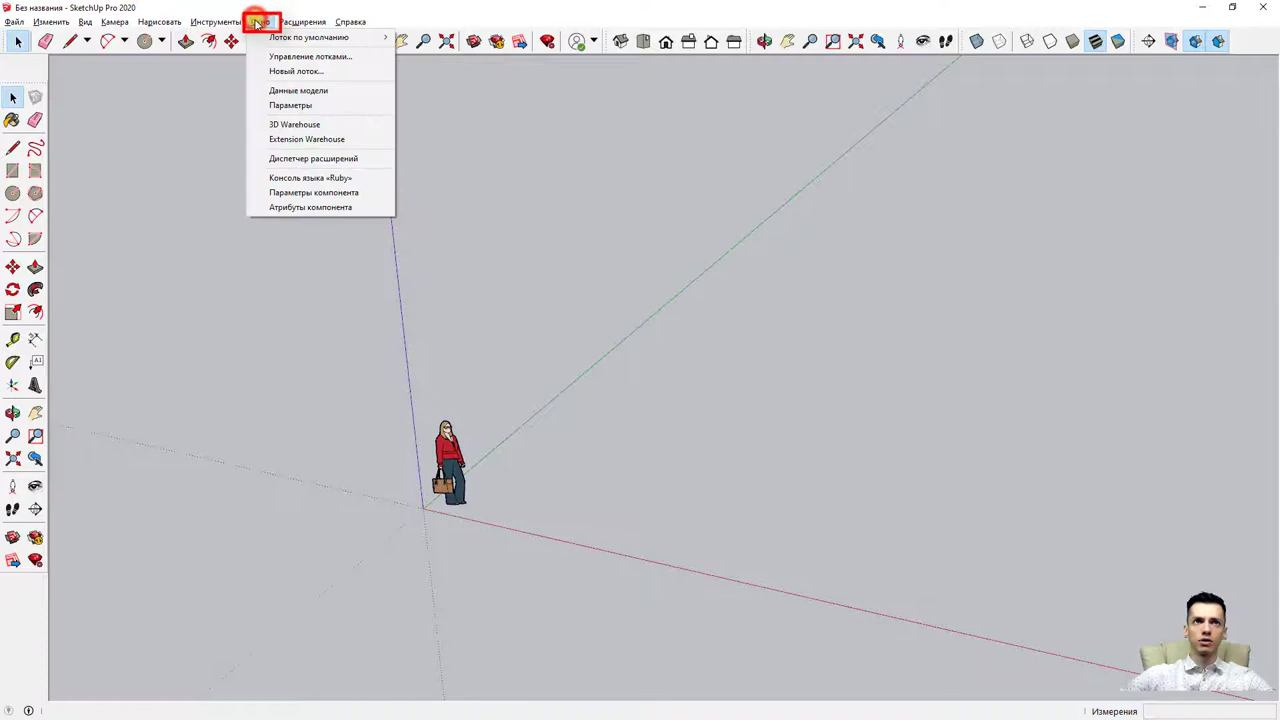 Без названия - SketchUp Pro 2020
Файл Изменить Вид Камера Нарисовать Инструменты Расширения Справка
Лоток по умолчанию
Управление лотками...
Новый лоток...
Данные модели
Параметры
3D Warehouse
Extension Warehouse
Диспетчер расширений
Консоль языка «Ruby»
Параметры компонента
Атрибуты компонента
Измерения